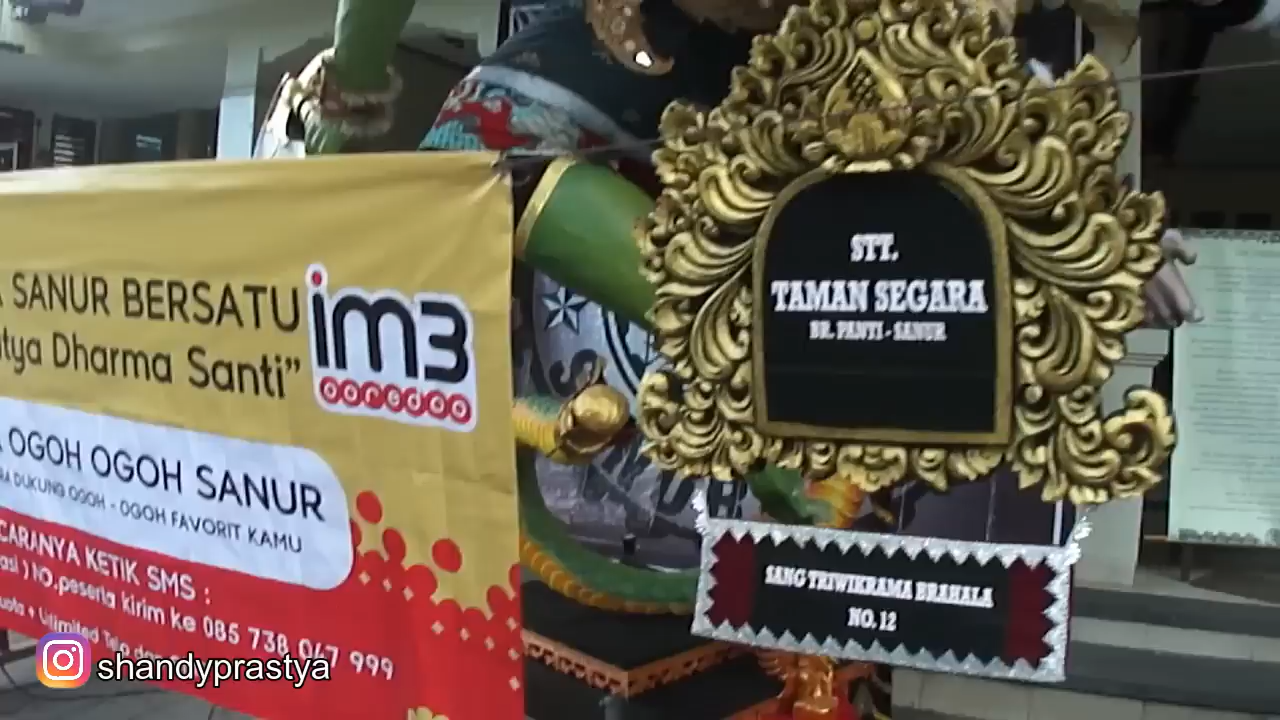 SANUR BERSATU
tya Dharma Santi”
im3
ooredoo
OGOH OGOH SANUR
DUKUNG OGOH - OGOH FAVORIT KAMU
CARANYA KETIK SMS :
NO.peserta kirim ke 085 738 047 999
+ Unlimited
STT.
TAMAN SEGARA
BR. PANTI - SANUR
SANG TRIWIKRAMA BRAHALA
NO. 12
shandyprastya